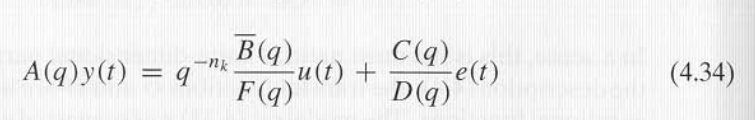 A(q)y(t) = q^{-n_k} \frac{\overline{B}(q)}{F(q)} u(t) + \frac{C(q)}{D(q)} e(t) (4.34)